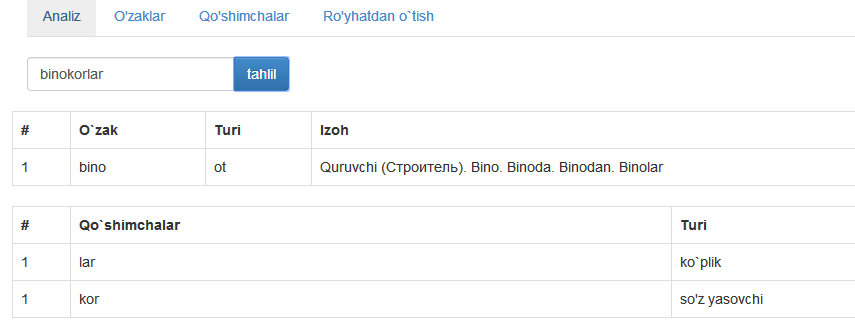 Analiz O'zaklar Qo'shimchalar Ro'yhatdan o`tish
binokorlar tahlil
# O`zak Turi Izoh
1 bino ot Quruvchi (Строитель). Bino. Binoda. Binodan. Binolar
# Qo`shimchalar Turi
1 lar ko`plik
1 kor so'z yasovchi